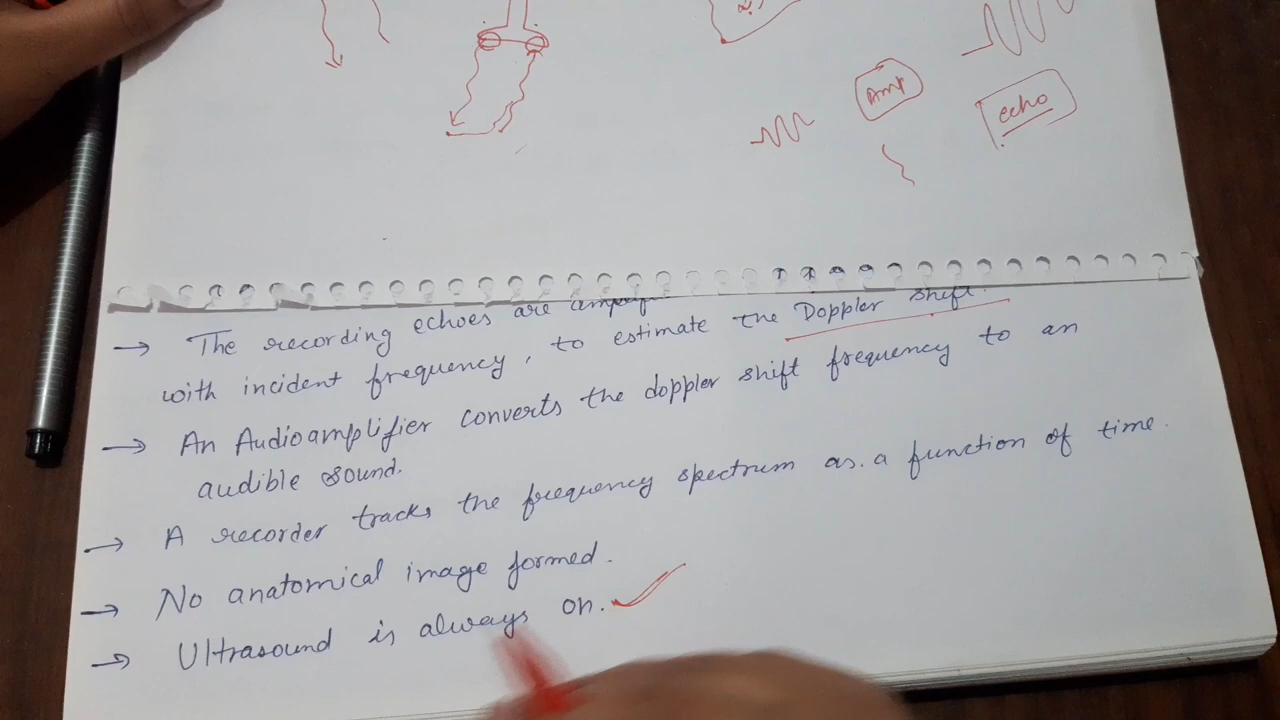 Amp
echo
→ The recording echoes are
with incident frequency, to estimate the Doppler shift.
→ An Audioamplifier converts the doppler shift frequency to an
audible sound.
→ A recorder tracks the frequency spectrum as a function of time.
→ No anatomical image formed.
→ Ultrasound is always on.